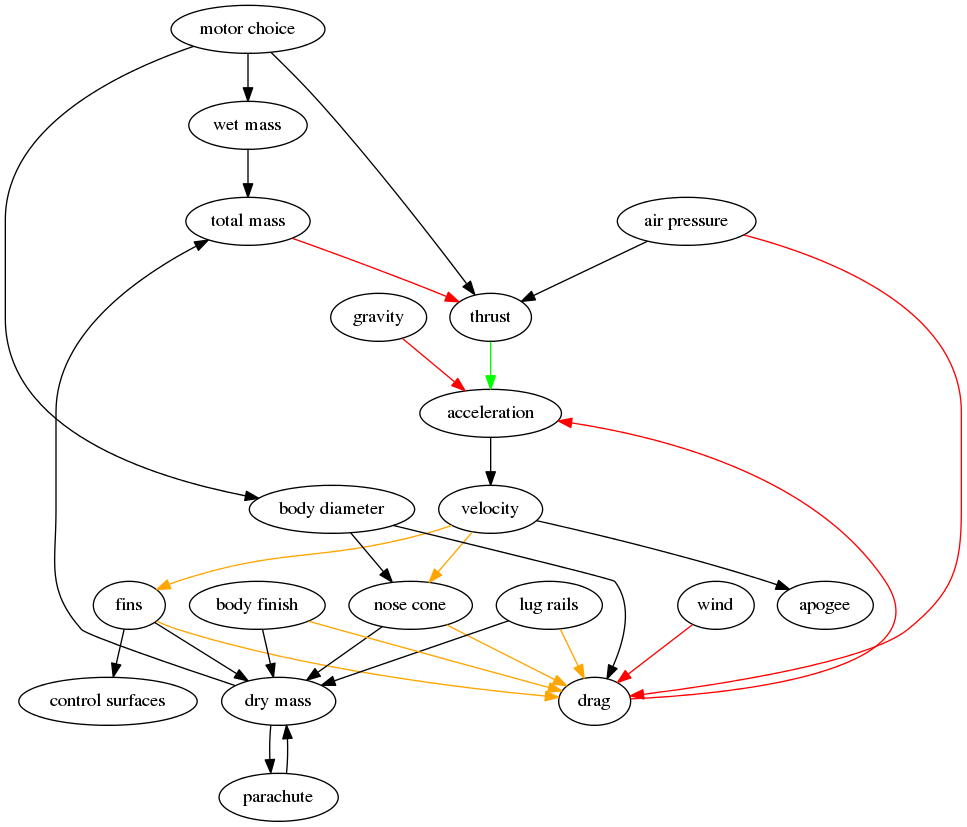 motor choice
wet mass
total mass
air pressure
gravity
thrust
acceleration
body diameter
velocity
fins
body finish
nose cone
lug rails
wind
apogee
control surfaces
dry mass
drag
parachute